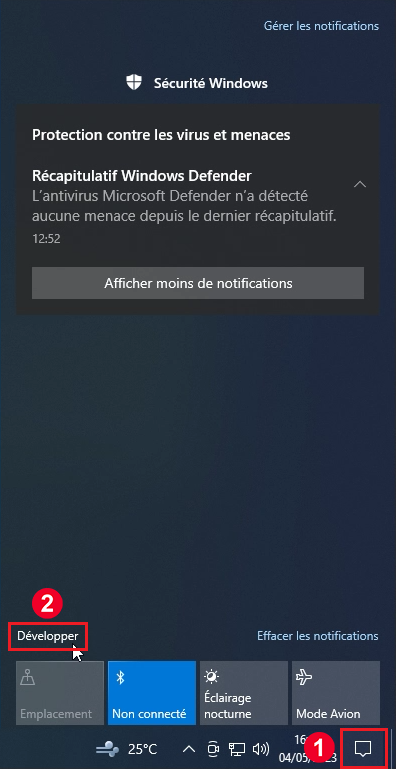 Gérer les notifications
Sécurité Windows
Protection contre les virus et menaces
Récapitulatif Windows Defender
L'antivirus Microsoft Defender n'a détecté
aucune menace depuis le dernier récapitulatif.
12:52
Afficher moins de notifications
2
Développer
Effacer les notifications
Emplacement
Non connecté
Éclairage
nocturne
Mode Avion
25°C
16
1
04/05/
23